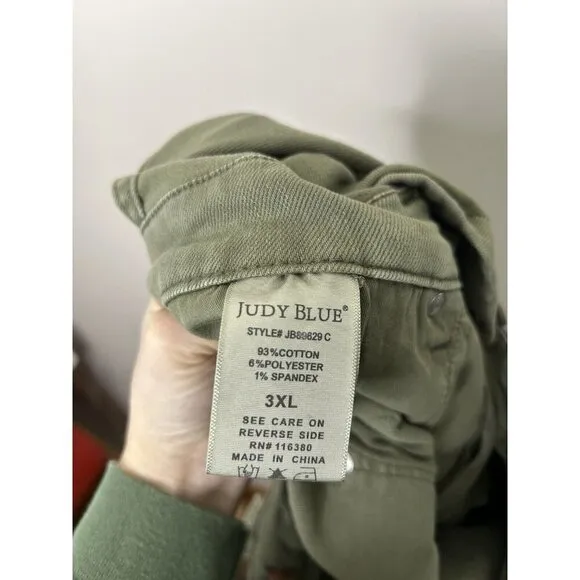 JUDY BLUE®
STYLE# JB89629 C
93%COTTON
6%POLYESTER
1% SPANDEX
3XL
SEE CARE ON
REVERSE SIDE
RN# 116380
MADE IN CHINA